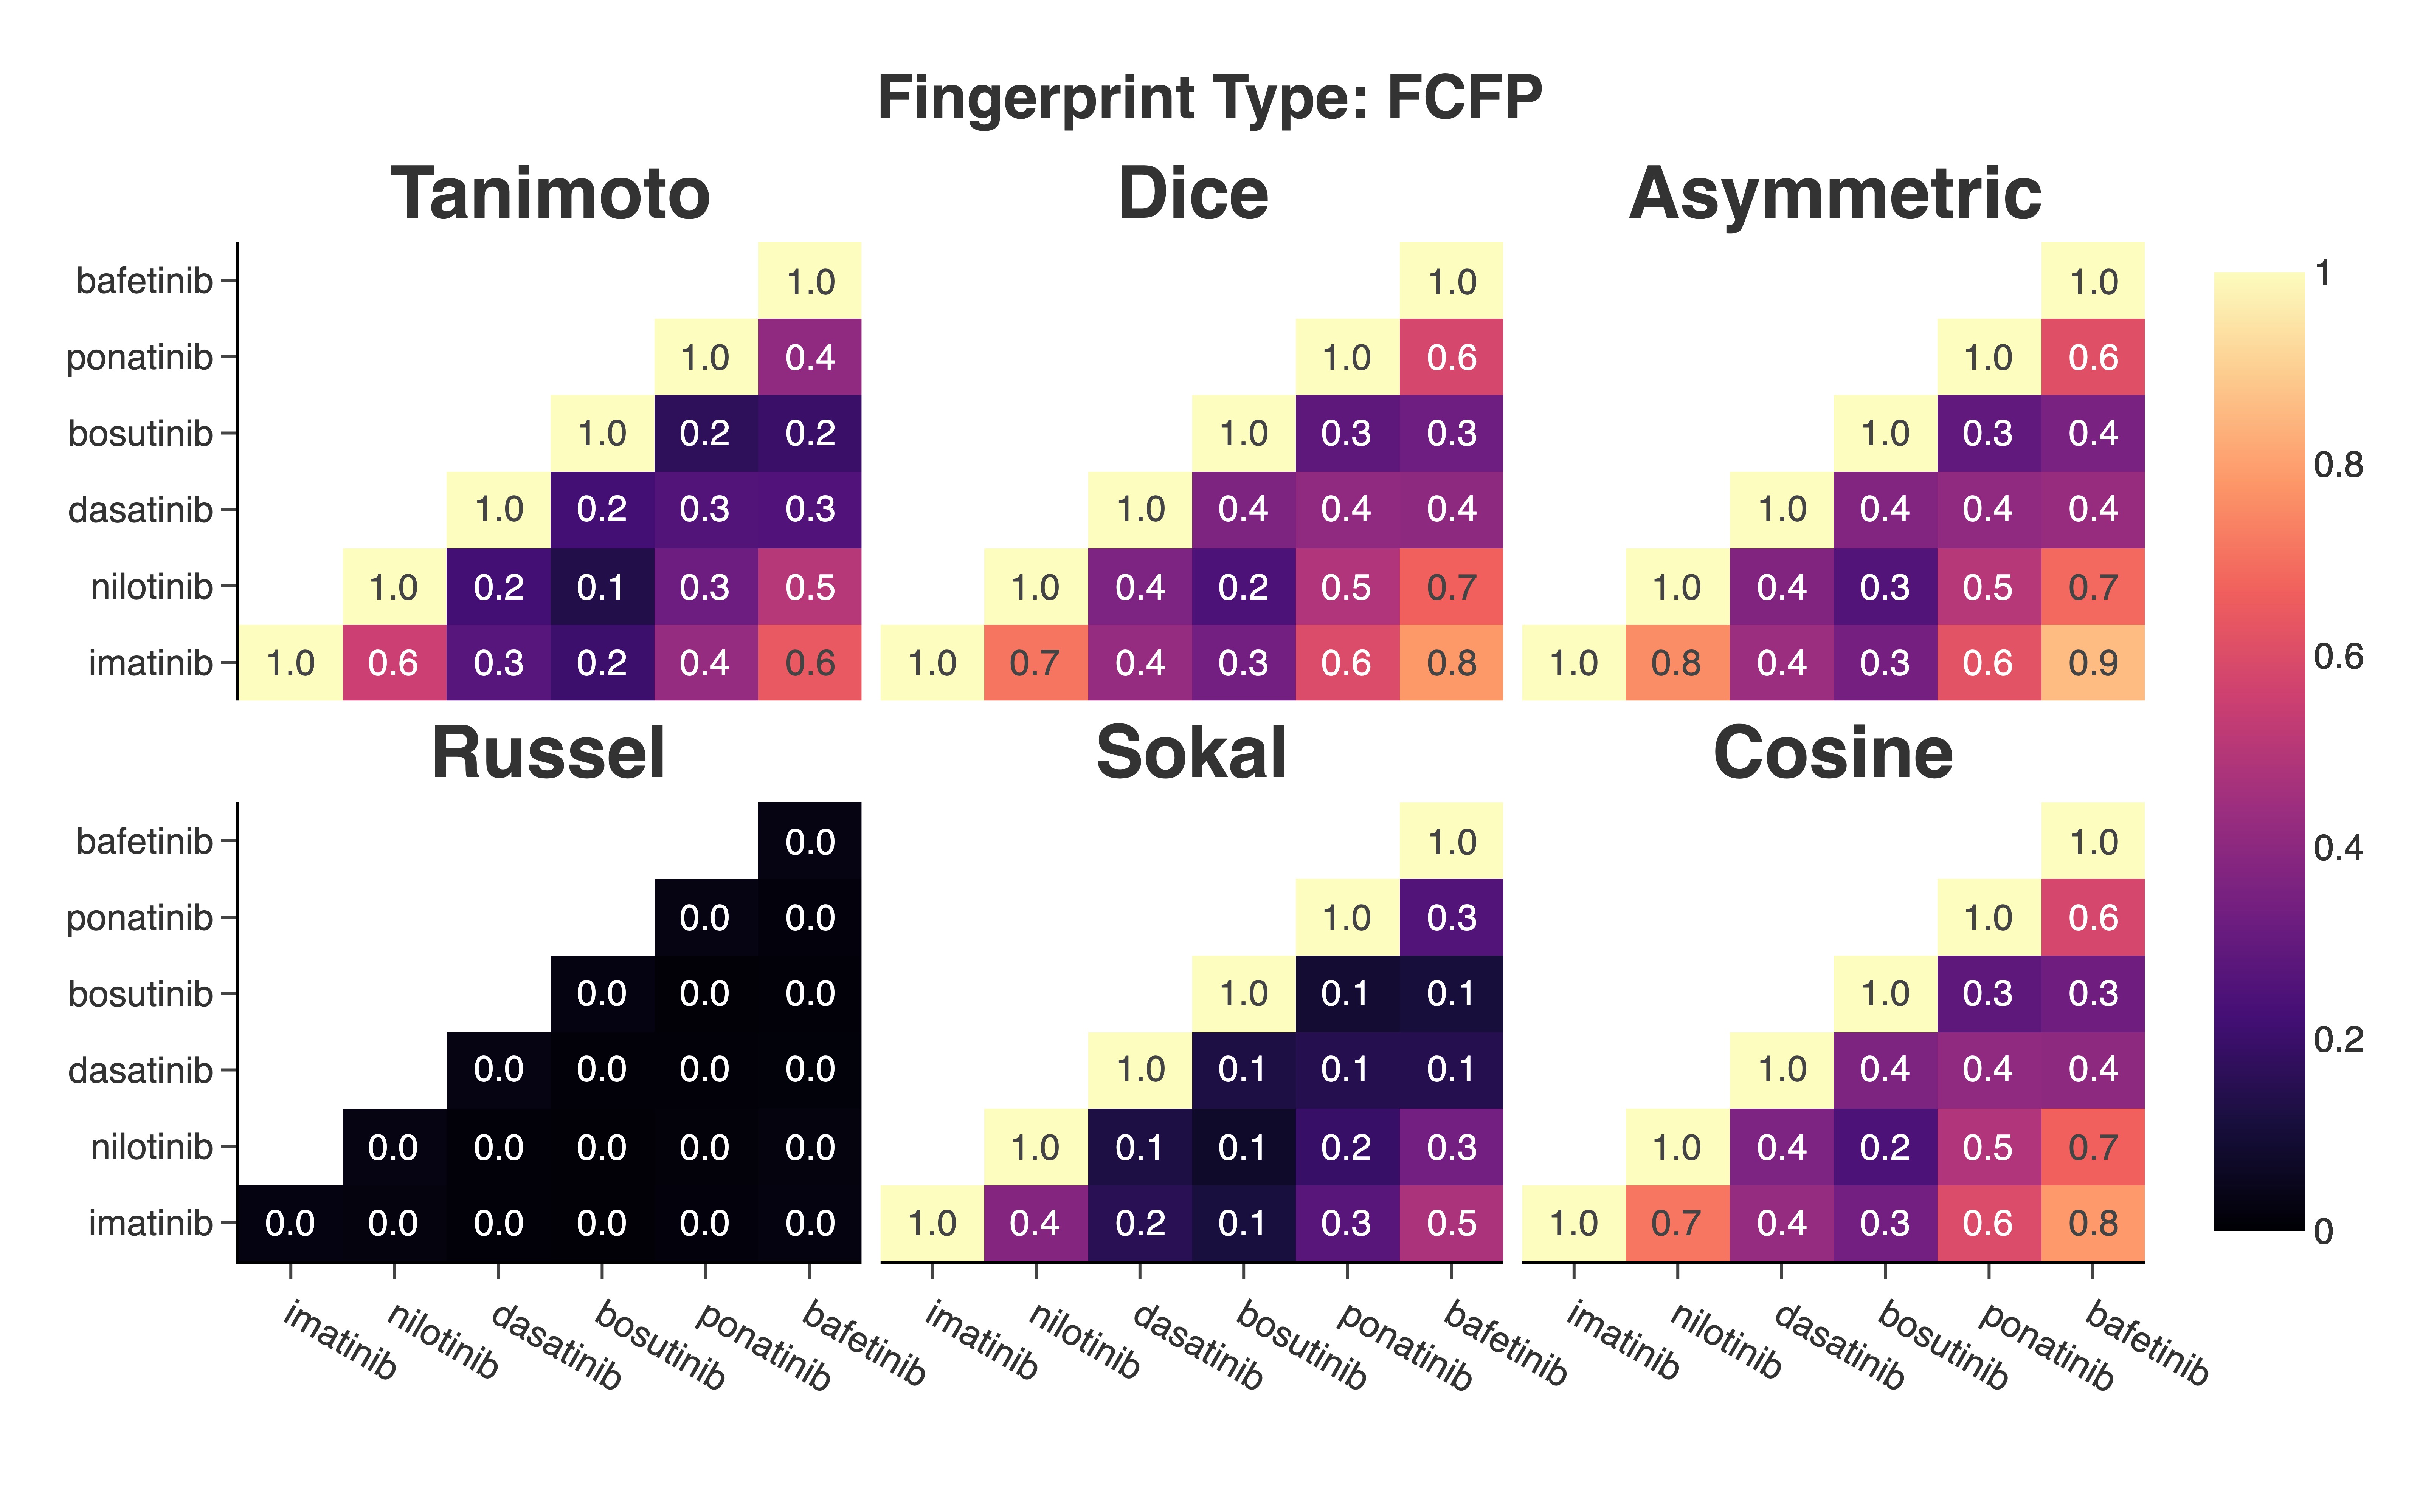 Fingerprint Type: FCFP
Tanimoto Dice Asymmetric
bafetinib 1.0 1.0 1.0 1
ponatinib 1.0 0.4 1.0 0.6 1.0 0.6
bosutinib 1.0 0.2 0.2 1.0 0.3 0.3 1.0 0.3 0.4
0.8
dasatinib 1.0 0.2 0.3 0.3 1.0 0.4 0.4 0.4 1.0 0.4 0.4 0.4
nilotinib 1.0 0.2 0.1 0.3 0.5 1.0 0.4 0.2 0.5 0.7 1.0 0.4 0.3 0.5 0.7
imatinib 1.0 0.6 0.3 0.2 0.4 0.6 1.0 0.7 0.4 0.3 0.6 0.8 1.0 0.8 0.4 0.3 0.6 0.9 0.6
Russel Sokal Cosine
bafetinib 0.0 1.0 1.0 0.4
ponatinib 0.0 0.0 1.0 0.3 1.0 0.6
bosutinib 0.0 0.0 0.0 1.0 0.1 0.1 1.0 0.3 0.3
0.2
dasatinib 0.0 0.0 0.0 0.0 1.0 0.1 0.1 0.1 1.0 0.4 0.4 0.4
nilotinib 0.0 0.0 0.0 0.0 0.0 1.0 0.1 0.1 0.2 0.3 1.0 0.4 0.2 0.5 0.7
imatinib 0.0 0.0 0.0 0.0 0.0 0.0 1.0 0.4 0.2 0.1 0.3 0.5 1.0 0.7 0.4 0.3 0.6 0.8 0
imatinib nilotinib dasatinib bosutinib ponatinib bafetinib imatinib nilotinib dasatinib bosutinib ponatinib bafetinib imatinib nilotinib dasatinib bosutinib ponatinib bafetinib